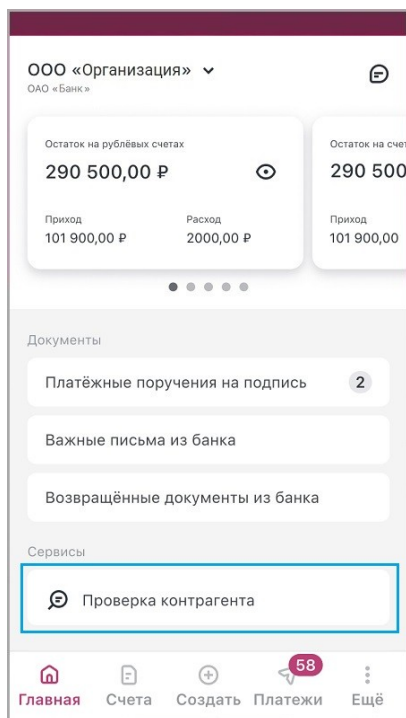 ООО «Организация»
ОАО «Банк»
Остаток на рублёвых счетах
290 500,00 ₽
Приход
Расход
101 900,00 ₽
2000,00 ₽
Остаток на счет
290 500
Приход
101 900,00
Документы
Платёжные поручения на подпись
2
Важные письма из банка
Возвращённые документы из банка
Сервисы
Проверка контрагента
58
Главная
Счета
Создать
Платежи
Ещё